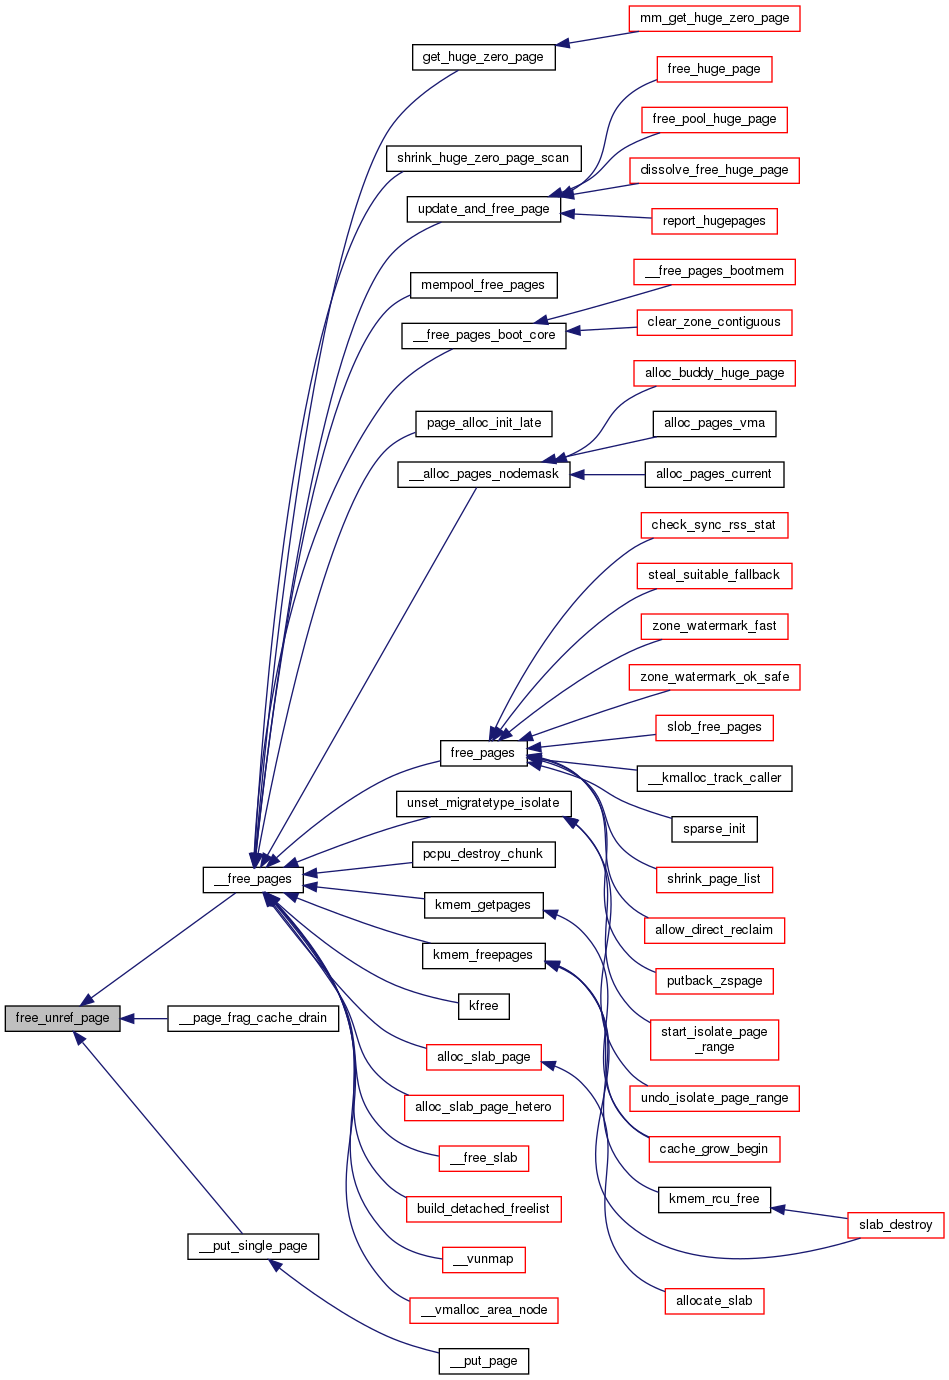 mm_get_huge_zero_page
get_huge_zero_page
free_huge_page
free_pool_huge_page
shrink_huge_zero_page_scan
dissolve_free_huge_page
update_and_free_page
report_hugepages
__free_pages_bootmem
mempool_free_pages
clear_zone_contiguous
__free_pages_boot_core
alloc_buddy_huge_page
page_alloc_init_late
alloc_pages_vma
__alloc_pages_nodemask
alloc_pages_current
check_sync_rss_stat
steal_suitable_fallback
zone_watermark_fast
zone_watermark_ok_safe
slob_free_pages
free_pages
__kmalloc_track_caller
unset_migratetype_isolate
sparse_init
pcpu_destroy_chunk
__free_pages
shrink_page_list
kmem_getpages
allow_direct_reclaim
kmem_freepages
putback_zspage
kfree
free_unref_page
__page_frag_cache_drain
start_isolate_page
_range
alloc_slab_page
undo_isolate_page_range
alloc_slab_page_hetero
cache_grow_begin
__free_slab
kmem_rcu_free
build_detached_freelist
slab_destroy
__put_single_page
__vunmap
allocate_slab
__vmalloc_area_node
__put_page